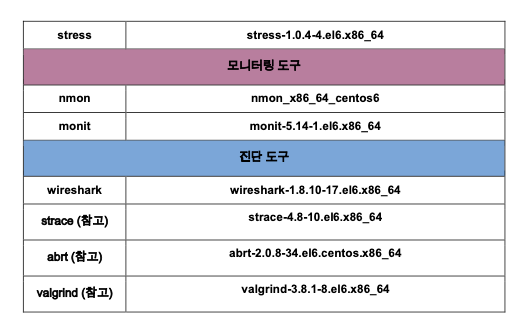 stress stress-1.0.4-4.el6.x86_64
모니터링 도구
nmon nmon_x86_64_centos6
monit monit-5.14-1.el6.x86_64
진단 도구
wireshark wireshark-1.8.10-17.el6.x86_64
strace (참고) strace-4.8-10.el6.x86_64
abrt (참고) abrt-2.0.8-34.el6.centos.x86_64
valgrind (참고) valgrind-3.8.1-8.el6.x86_64